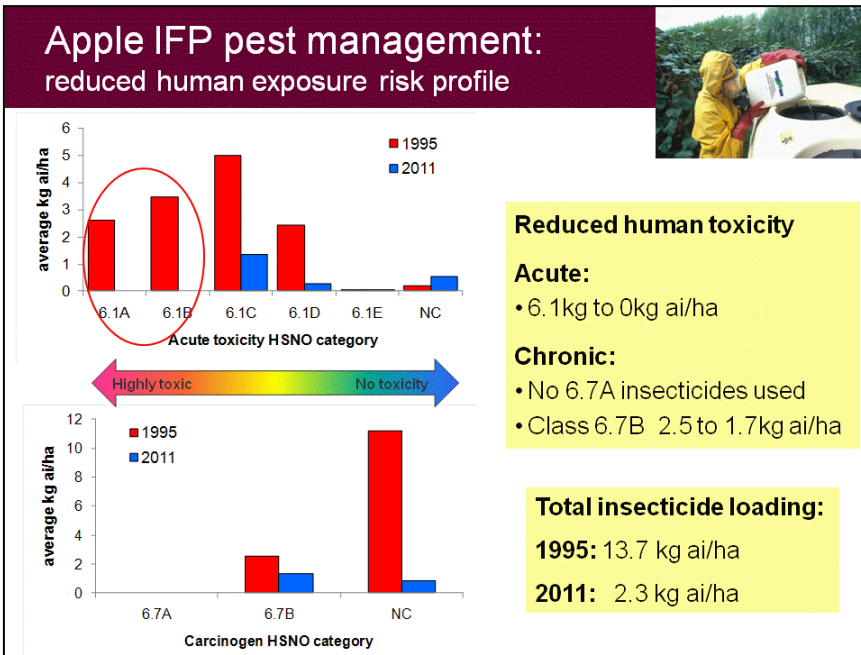 Apple IFP pest management:
reduced human exposure risk profile
average kg ai/ha
6
5
4
3
2
1
0
1995
2011
6.1A 6.1B 6.1C 6.1D 6.1E NC
Acute toxicity HSNO category
Highly toxic No toxicity
average kg ai/ha
12
10
8
6
4
2
0
1995
2011
6.7A 6.7B NC
Carcinogen HSNO category
Reduced human toxicity
Acute:
• 6.1kg to 0kg ai/ha
Chronic:
• No 6.7A insecticides used
• Class 6.7B 2.5 to 1.7kg ai/ha
Total insecticide loading:
1995: 13.7 kg ai/ha
2011: 2.3 kg ai/ha